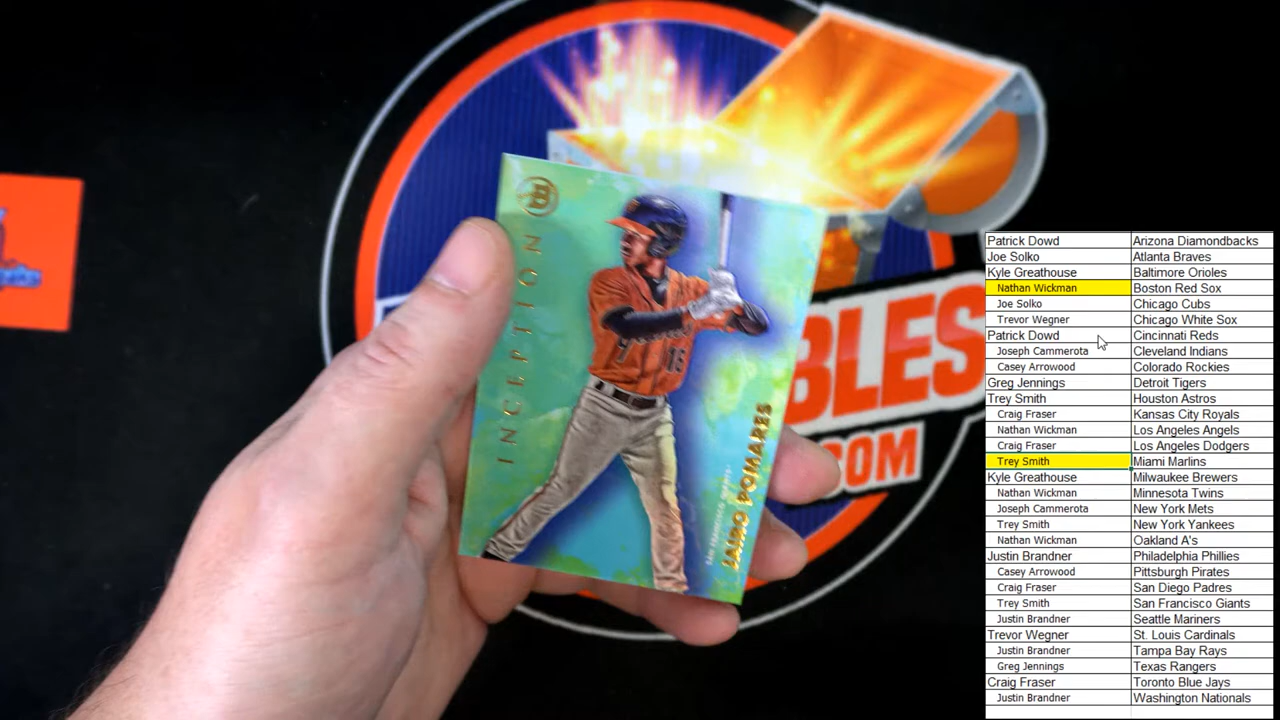 INCEPTION
SAN FRANCISCO GIANTS
JAIRO POMARES
15
BLES
.COM
Patrick Dowd Arizona Diamondbacks
Joe Solko Atlanta Braves
Kyle Greathouse Baltimore Orioles
Nathan Wickman Boston Red Sox
Joe Solko Chicago Cubs
Trevor Wegner Chicago White Sox
Patrick Dowd Cincinnati Reds
Joseph Cammerota Cleveland Indians
Casey Arrowood Colorado Rockies
Greg Jennings Detroit Tigers
Trey Smith Houston Astros
Craig Fraser Kansas City Royals
Nathan Wickman Los Angeles Angels
Craig Fraser Los Angeles Dodgers
Trey Smith Miami Marlins
Kyle Greathouse Milwaukee Brewers
Nathan Wickman Minnesota Twins
Joseph Cammerota New York Mets
Trey Smith New York Yankees
Nathan Wickman Oakland A's
Justin Brandner Philadelphia Phillies
Casey Arrowood Pittsburgh Pirates
Craig Fraser San Diego Padres
Trey Smith San Francisco Giants
Justin Brandner Seattle Mariners
Trevor Wegner St. Louis Cardinals
Justin Brandner Tampa Bay Rays
Greg Jennings Texas Rangers
Craig Fraser Toronto Blue Jays
Justin Brandner Washington Nationals